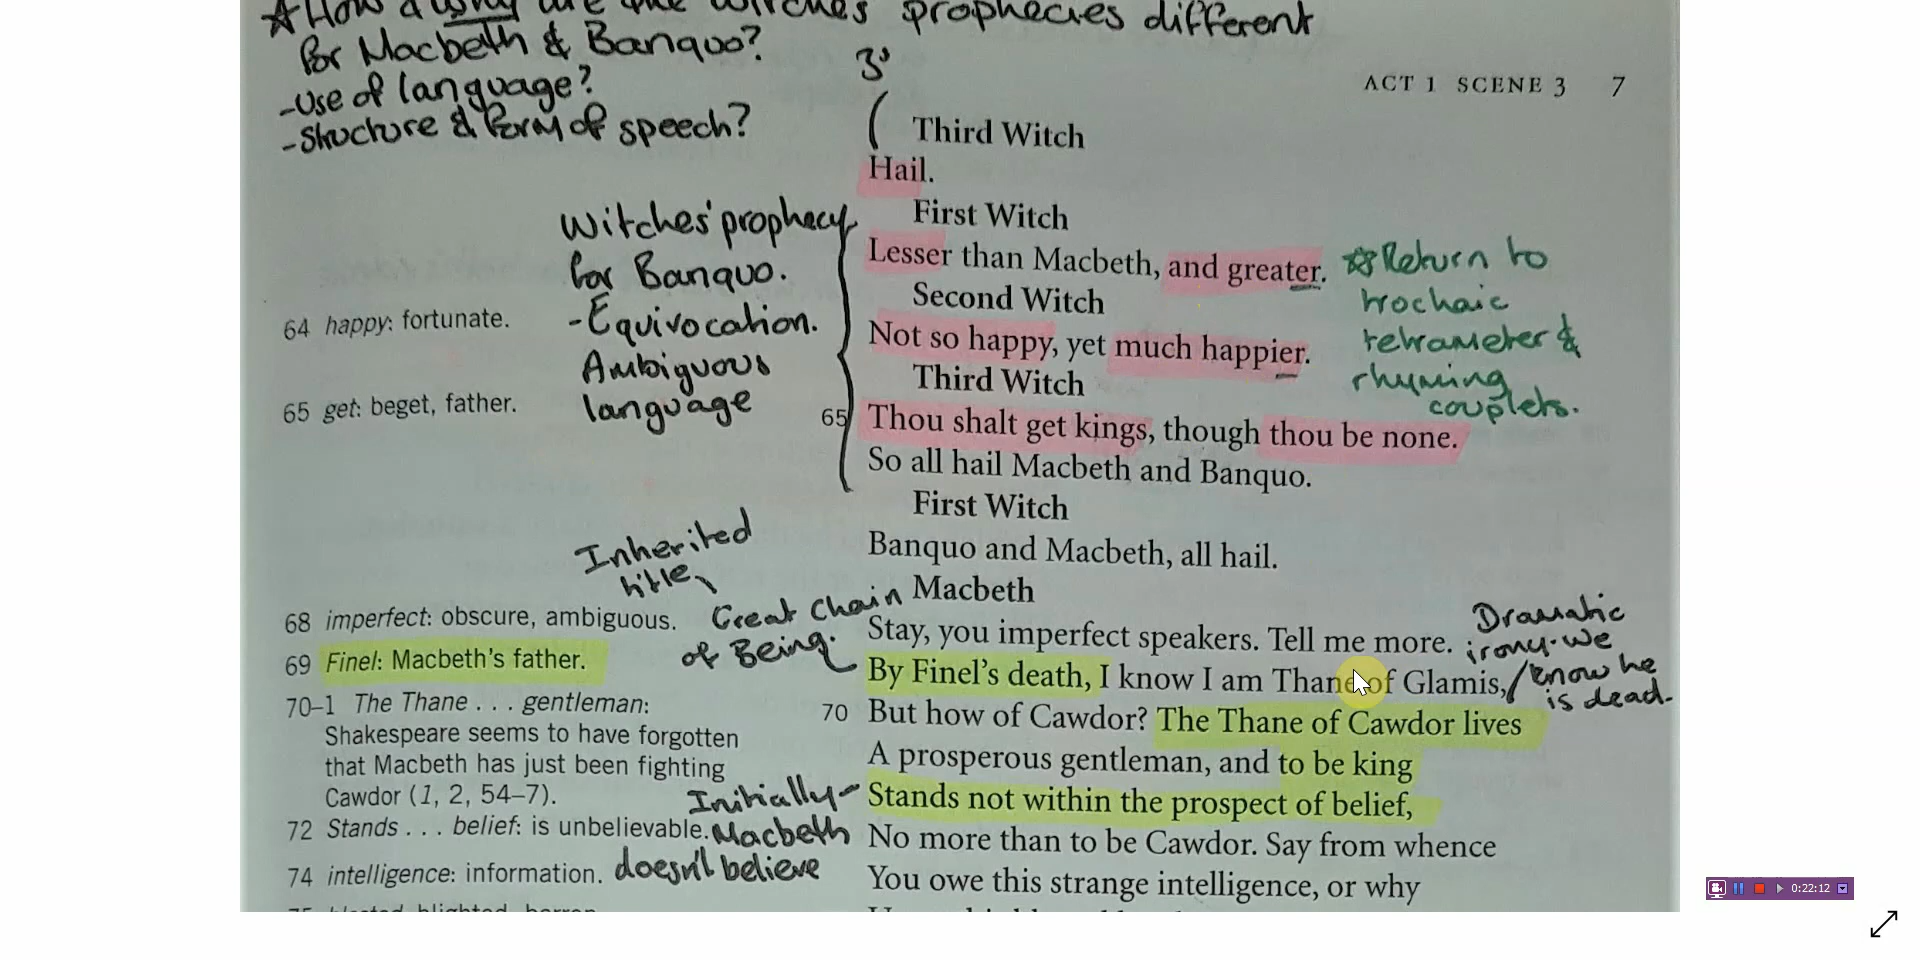 ☆How & why are the witches prophecies different
for Macbeth & Banquo?
-Use of language?
-Structure & form of speech?
3'
ACT 1 SCENE 3 7
Third Witch
Hail.
First Witch
Lesser than Macbeth, and greater.
Second Witch
Not so happy, yet much happier.
Third Witch
65 Thou shalt get kings, though thou be none.
So all hail Macbeth and Banquo.
First Witch
Banquo and Macbeth, all hail.
Macbeth
Stay, you imperfect speakers. Tell me more.
By Finel's death, I know I am Thane of Glamis,
70 But how of Cawdor? The Thane of Cawdor lives
A prosperous gentleman, and to be king
Stands not within the prospect of belief,
No more than to be Cawdor. Say from whence
You owe this strange intelligence, or why
Witches' prophecy
for Banquo.
-Equivocation.
Ambiguous
language
☆Return to
trochaic
tetrameter &
rhyming
couplets.
Inherited
title
Great Chain
of Being.
Dramatic
irony-we
know he
is dead.
Initially
Macbeth
doesn't believe
64 happy: fortunate.
65 get: beget, father.
68 imperfect: obscure, ambiguous.
69 Finel: Macbeth's father.
70–1 The Thane . . . gentleman:
Shakespeare seems to have forgotten
that Macbeth has just been fighting
Cawdor (1, 2, 54–7).
72 Stands . . . belief: is unbelievable.
74 intelligence: information.
0:22:12